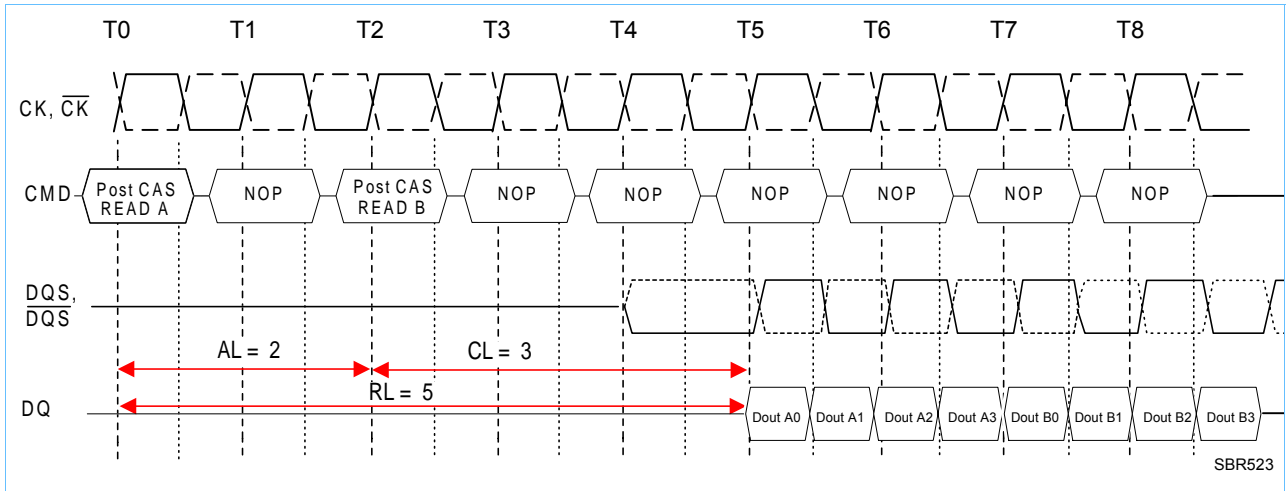 T0 T1 T2 T3 T4 T5 T6 T7 T8
CK, C̅K̅
CMD
Post CAS
READ A
NOP
Post CAS
READ B
NOP
NOP
NOP
NOP
NOP
NOP
DQS,
D̅Q̅S̅
AL = 2
CL = 3
RL = 5
DQ
Dout A0 Dout A1 Dout A2 Dout A3 Dout B0 Dout B1 Dout B2 Dout B3
SBR523